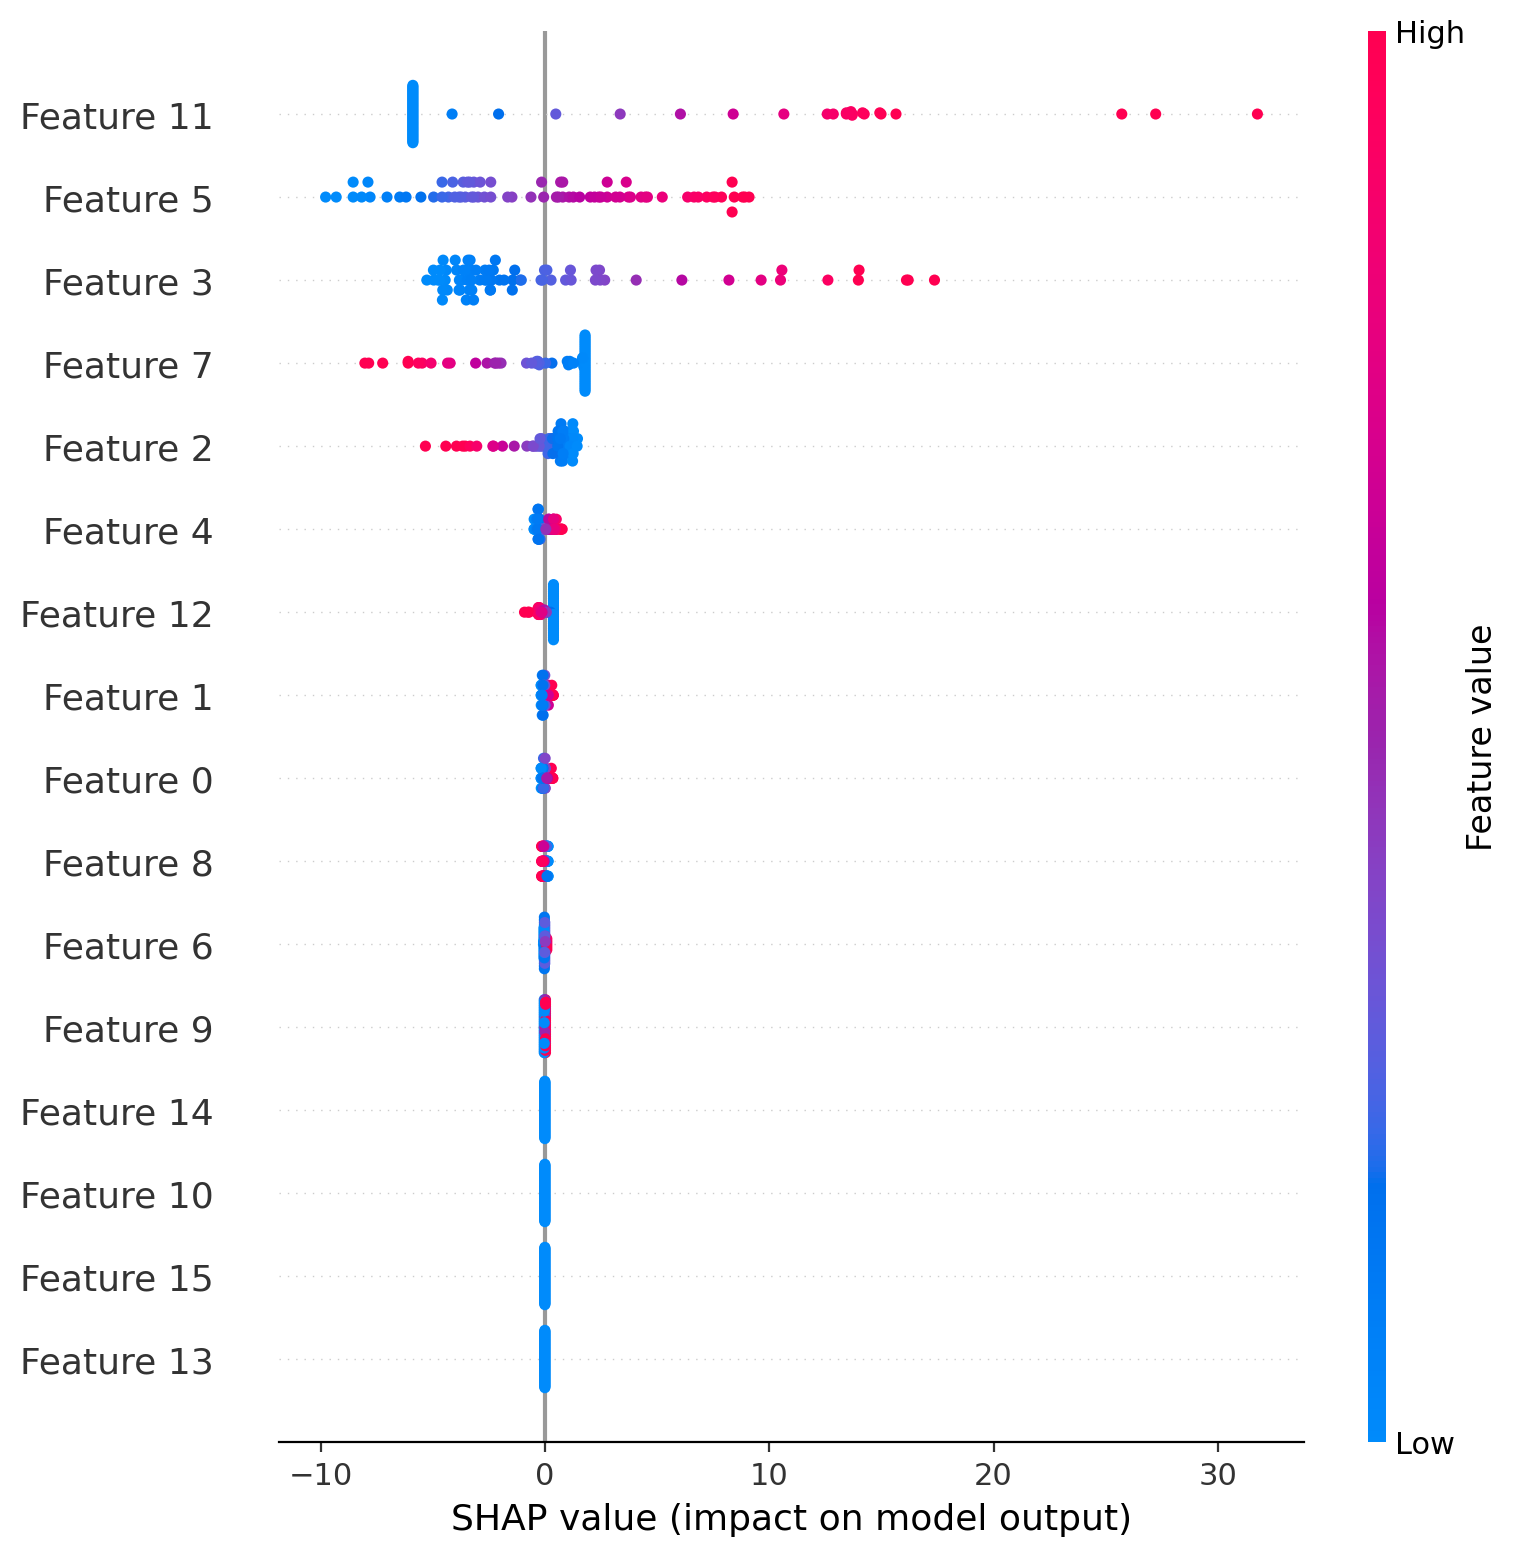 High
Feature 11
Feature 5
Feature 3
Feature 7
Feature 2
Feature 4
Feature 12
Feature 1
Feature 0
Feature 8
Feature 6
Feature 9
Feature 14
Feature 10
Feature 15
Feature 13
Feature value
Low
−10 0 10 20 30
SHAP value (impact on model output)